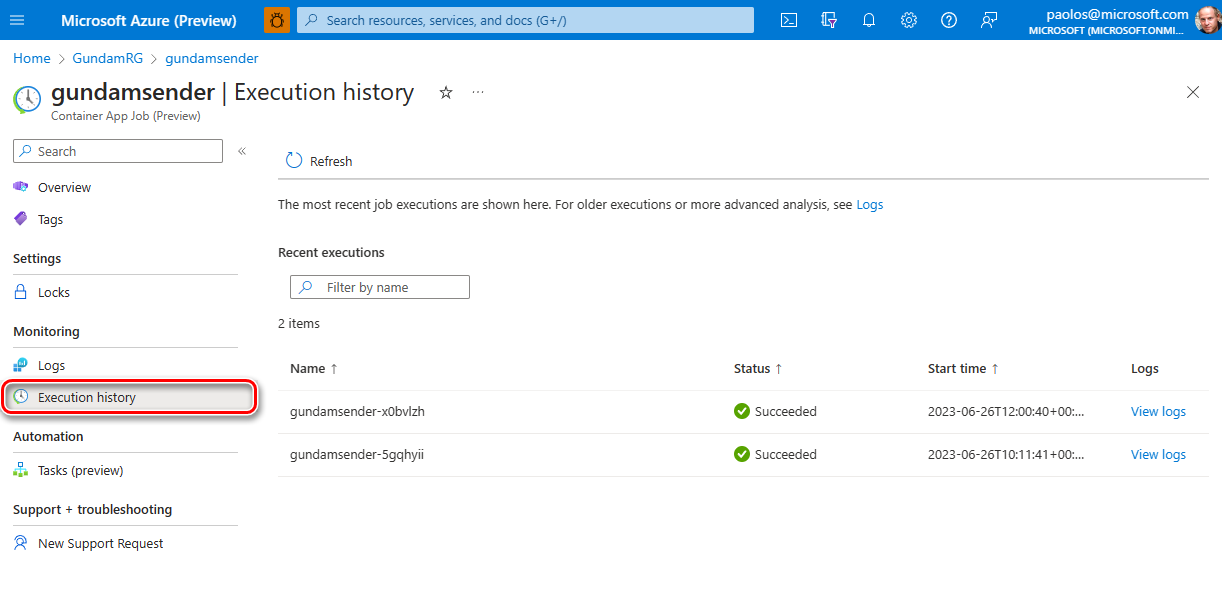 Microsoft Azure (Preview)
Search resources, services, and docs (G+/)
paolos@microsoft.com
MICROSOFT (MICROSOFT.ONMI...
Home > GundamRG > gundamsender
gundamsender | Execution history
Container App Job (Preview)
Search
Overview
Tags
Settings
Locks
Monitoring
Logs
Execution history
Automation
Tasks (preview)
Support + troubleshooting
New Support Request
Refresh
The most recent job executions are shown here. For older executions or more advanced analysis, see Logs
Recent executions
Filter by name
2 items
Name ↑ Status ↑ Start time ↑ Logs
gundamsender-x0bvlzh Succeeded 2023-06-26T12:00:40+00:... View logs
gundamsender-5gqhyii Succeeded 2023-06-26T10:11:41+00:... View logs